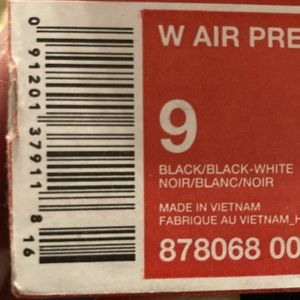 W AIR PRE
9
BLACK/BLACK-WHITE
NOIR/BLANC/NOIR
MADE IN VIETNAM
FABRIQUE AU VIETNAM_H
878068 00
0 91201 37911 8 16